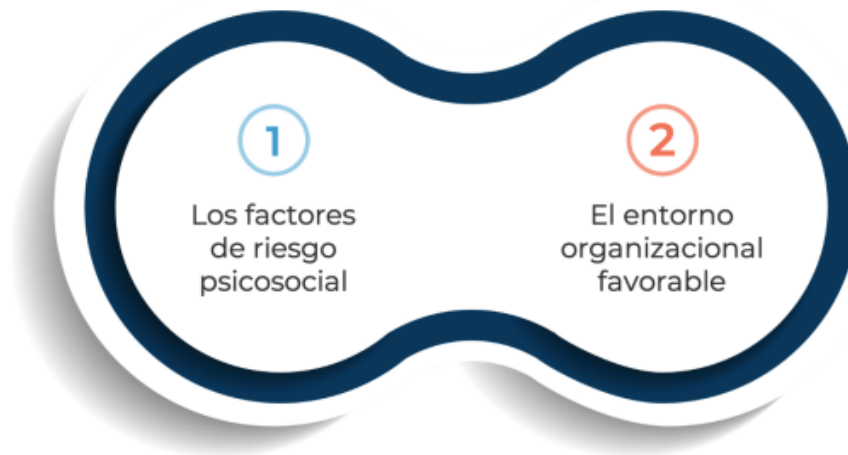 1
Los factores
de riesgo
psicosocial
2
El entorno
organizacional
favorable